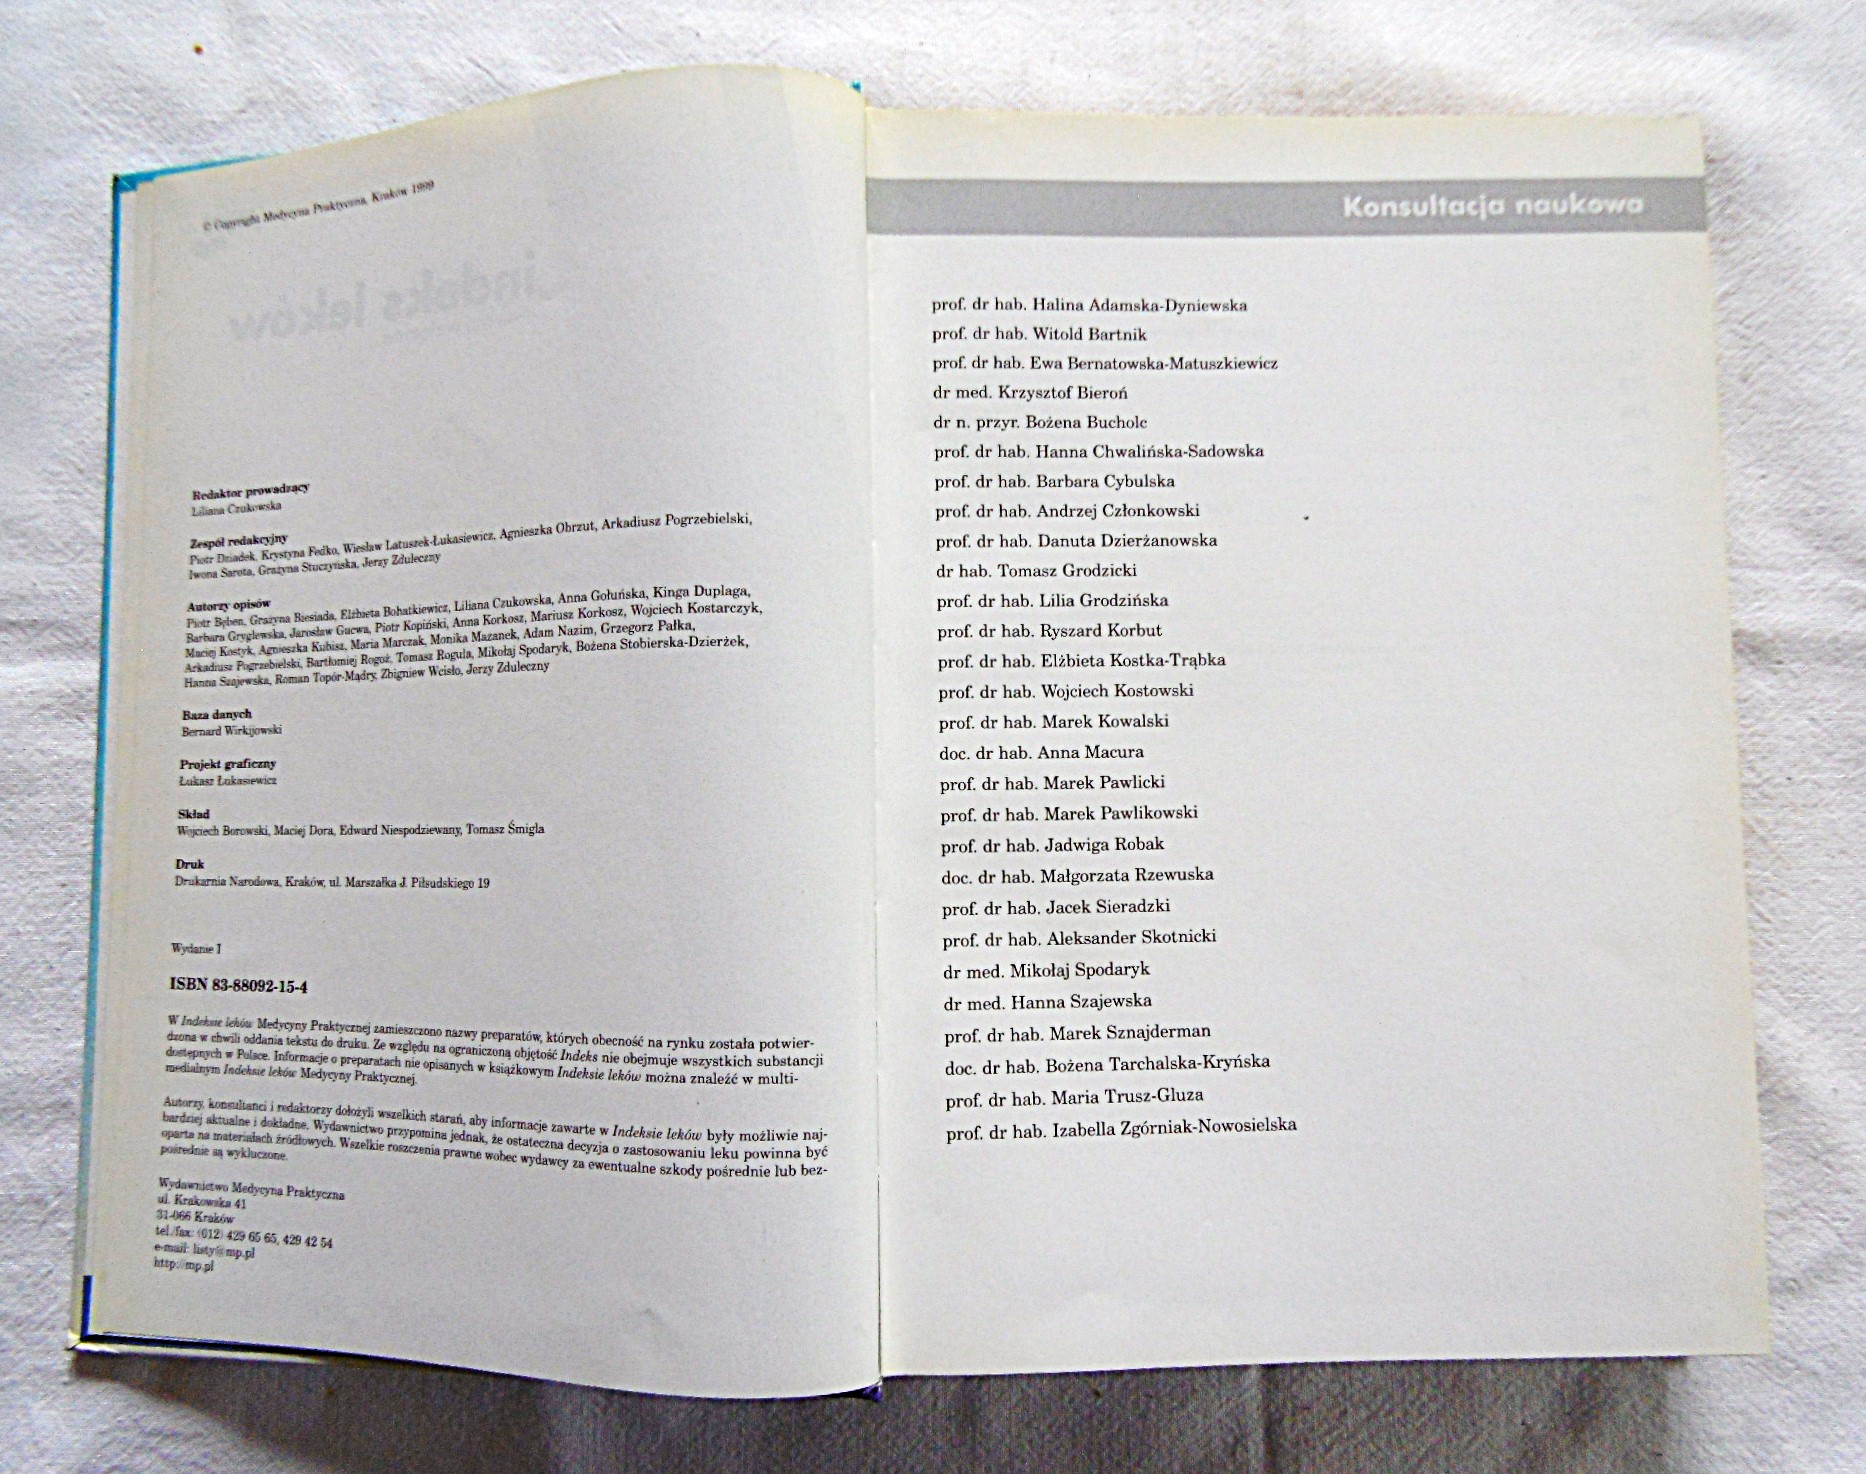 © Copyright Medycyna Praktyczna, Kraków 1999
Redaktor prowadzący
Liliana Czukowska
Zespół redakcyjny
Piotr Dziadek, Krystyna Fedko, Wiesław Latuszek-Łukasiewicz, Agnieszka Obrzut, Arkadiusz Pogrzebielski,
Iwona Sarota, Grażyna Stuczyńska, Jerzy Zduleczny
Autorzy opisów
Piotr Bęben, Grażyna Biesiada, Elżbieta Bohatkiewicz, Liliana Czukowska, Anna Gołuńska, Kinga Duplaga,
Barbara Gryglewska, Jarosław Gucwa, Piotr Kopiński, Anna Korkosz, Mariusz Korkosz, Wojciech Kostarczyk,
Maciej Kostyk, Agnieszka Kubisz, Maria Marczak, Monika Mazanek, Adam Nazim, Grzegorz Pałka,
Arkadiusz Pogrzebielski, Bartłomiej Rogoż, Tomasz Rogula, Mikołaj Spodaryk, Bożena Stobierska-Dzierżek,
Hanna Szajewska, Roman Topór-Mądry, Zbigniew Wcisło, Jerzy Zduleczny
Baza danych
Bernard Wirkijowski
Projekt graficzny
Łukasz Łukasiewicz
Skład
Wojciech Borowski, Maciej Dora, Edward Niespodziewany, Tomasz Śmigla
Druk
Drukarnia Narodowa, Kraków, ul. Marszałka J. Piłsudskiego 19
Wydanie I
ISBN 83-88092-15-4
W Indeksie leków Medycyny Praktycznej zamieszczono nazwy preparatów, których obecność na rynku została potwier-
dzona w chwili oddania tekstu do druku. Ze względu na ograniczoną objętość Indeks nie obejmuje wszystkich substancji
dostępnych w Polsce. Informacje o preparatach nie opisanych w książkowym Indeksie leków można znaleźć w multi-
medialnym Indeksie leków Medycyny Praktycznej.
Autorzy, konsultanci i redaktorzy dołożyli wszelkich starań, aby informacje zawarte w Indeksie leków były możliwie naj-
bardziej aktualne i dokładne. Wydawnictwo przypomina jednak, że ostateczna decyzja o zastosowaniu leku powinna być
oparta na materiałach źródłowych. Wszelkie roszczenia prawne wobec wydawcy za ewentualne szkody pośrednie lub bez-
pośrednie są wykluczone.
Wydawnictwo Medycyna Praktyczna
ul. Krakowska 41
31-066 Kraków
tel./fax: (012) 429 65 65, 429 42 54
e-mail: listy@mp.pl
http://mp.pl
Konsultacja naukowa
prof. dr hab. Halina Adamska-Dyniewska
prof. dr hab. Witold Bartnik
prof. dr hab. Ewa Bernatowska-Matuszkiewicz
dr med. Krzysztof Bieroń
dr n. przyr. Bożena Bucholc
prof. dr hab. Hanna Chwalińska-Sadowska
prof. dr hab. Barbara Cybulska
prof. dr hab. Andrzej Członkowski
prof. dr hab. Danuta Dzierżanowska
dr hab. Tomasz Grodzicki
prof. dr hab. Lilia Grodzińska
prof. dr hab. Ryszard Korbut
prof. dr hab. Elżbieta Kostka-Trąbka
prof. dr hab. Wojciech Kostowski
prof. dr hab. Marek Kowalski
doc. dr hab. Anna Macura
prof. dr hab. Marek Pawlicki
prof. dr hab. Marek Pawlikowski
prof. dr hab. Jadwiga Robak
doc. dr hab. Małgorzata Rzewuska
prof. dr hab. Jacek Sieradzki
prof. dr hab. Aleksander Skotnicki
dr med. Mikołaj Spodaryk
dr med. Hanna Szajewska
prof. dr hab. Marek Sznajderman
doc. dr hab. Bożena Tarchalska-Kryńska
prof. dr hab. Maria Trusz-Gluza
prof. dr hab. Izabella Zgórniak-Nowosielska